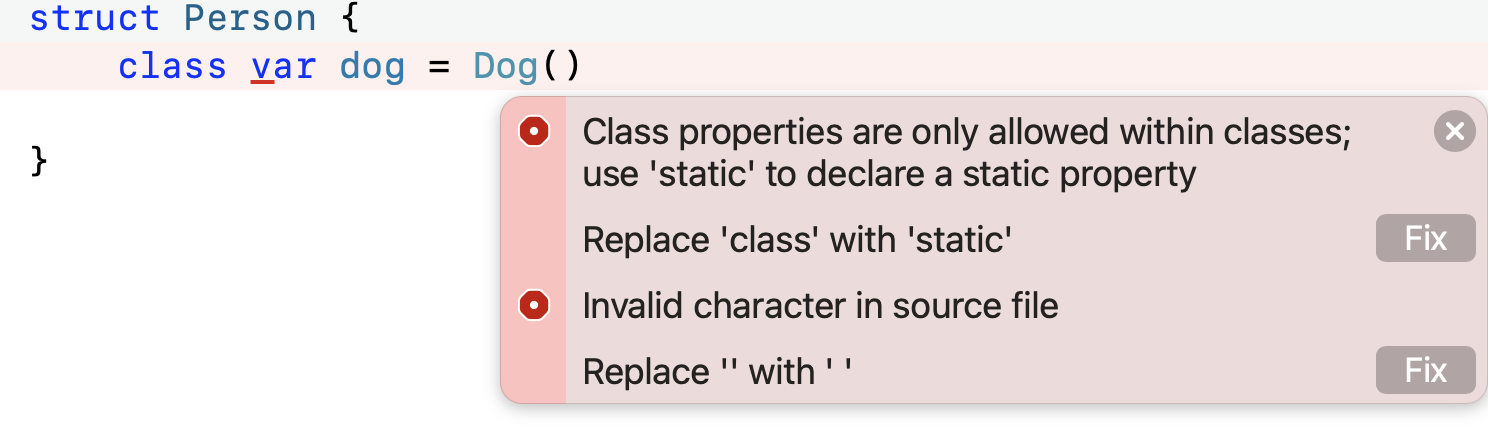 struct Person {
    class var dog = Dog()
Class properties are only allowed within classes;
use 'static' to declare a static property
}
Replace 'class' with 'static'
Fix
Invalid character in source file
Replace '' with ' '
Fix